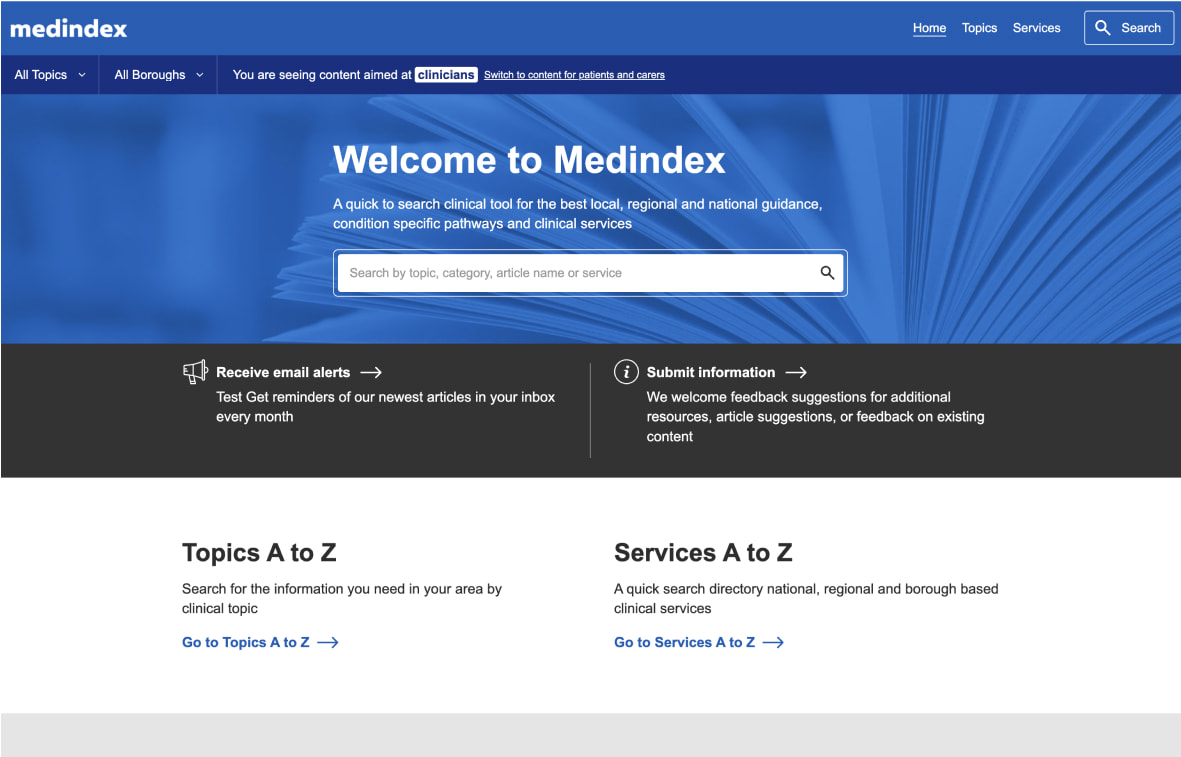 medindex
Home Topics Services Search
All Topics All Boroughs You are seeing content aimed at clinicians Switch to content for patients and carers
Welcome to Medindex
A quick to search clinical tool for the best local, regional and national guidance,
condition specific pathways and clinical services
Search by topic, category, article name or service
Receive email alerts
Test Get reminders of our newest articles in your inbox
every month
Submit information
We welcome feedback suggestions for additional
resources, article suggestions, or feedback on existing
content
Topics A to Z
Search for the information you need in your area by
clinical topic
Go to Topics A to Z
Services A to Z
A quick search directory national, regional and borough based
clinical services
Go to Services A to Z